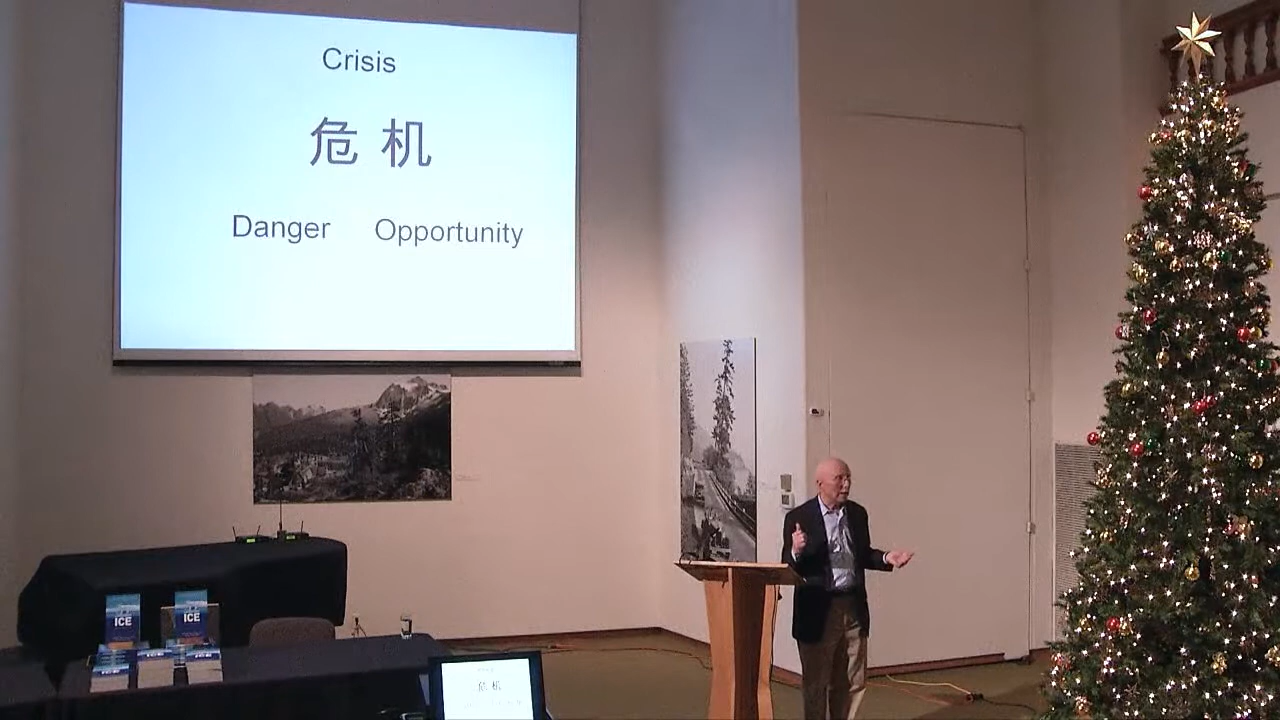 Crisis
危 机
Danger Opportunity
ICE
ICE
危 机